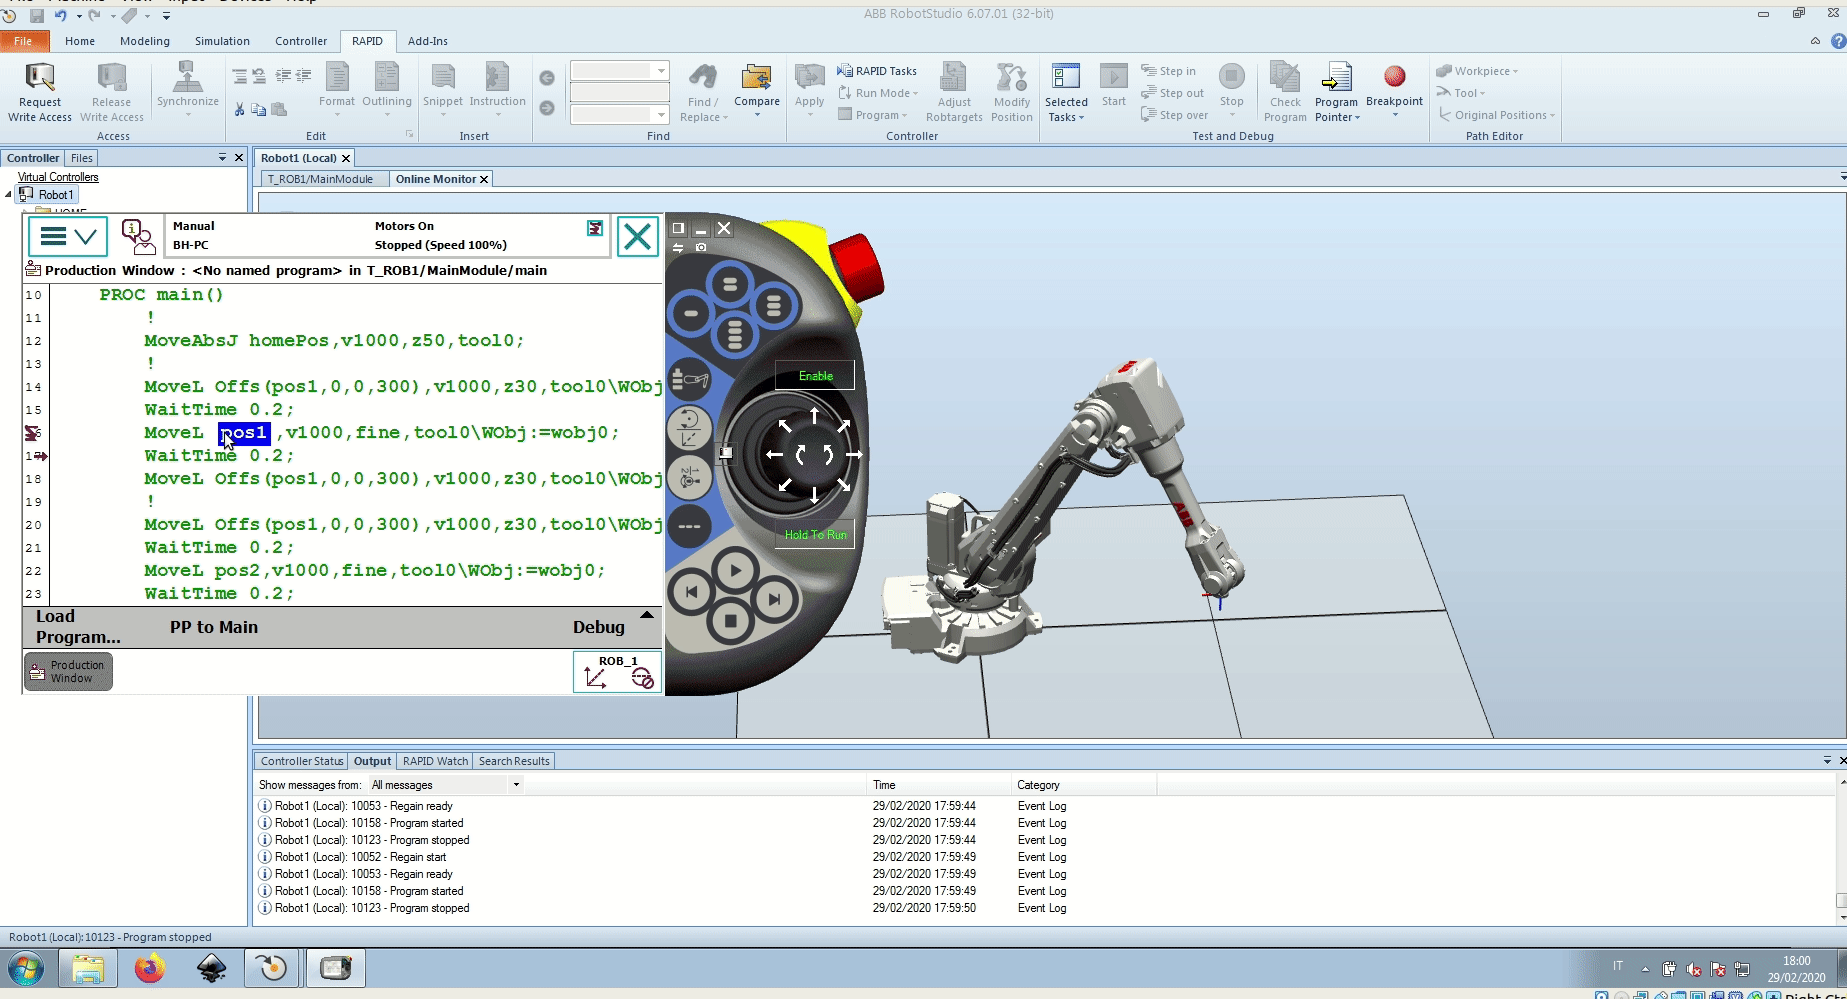 ABB RobotStudio 6.07.01 (32-bit)
File Home Modeling Simulation Controller RAPID Add-Ins
Request Write Access
Release Write Access
Synchronize
Access
Format
Outlining
Edit
Snippet
Instruction
Insert
Find / Replace
Compare
Find
Apply
RAPID Tasks
Run Mode
Program
Adjust Robtargets
Modify Position
Controller
Selected Tasks
Start
Step in
Step out
Step over
Stop
Check Program
Program Pointer
Breakpoint
Test and Debug
Workpiece
Tool
Original Positions
Path Editor
Controller Files
Virtual Controllers
Robot1
Robot1 (Local)
T_ROB1/MainModule
Online Monitor
Manual
BH-PC
Motors On
Stopped (Speed 100%)
Production Window : <No named program> in T_ROB1/MainModule/main
10 PROC main()
11 !
12 MoveAbsJ homePos,v1000,z50,tool0;
13 !
14 MoveL Offs(pos1,0,0,300),v1000,z30,tool0\WObj
15 WaitTime 0.2;
MoveL pos1 ,v1000,fine,tool0\WObj:=wobj0;
WaitTime 0.2;
18 MoveL Offs(pos1,0,0,300),v1000,z30,tool0\WObj
19 !
20 MoveL Offs(pos1,0,0,300),v1000,z30,tool0\WObj
21 WaitTime 0.2;
22 MoveL pos2,v1000,fine,tool0\WObj:=wobj0;
23 WaitTime 0.2;
Load Program...
PP to Main
Debug
Production Window
ROB_1
Enable
Hold To Run
ABB
Controller Status Output RAPID Watch Search Results
Show messages from: All messages Time Category
Robot1 (Local): 10053 - Regain ready 29/02/2020 17:59:44 Event Log
Robot1 (Local): 10158 - Program started 29/02/2020 17:59:44 Event Log
Robot1 (Local): 10123 - Program stopped 29/02/2020 17:59:44 Event Log
Robot1 (Local): 10052 - Regain start 29/02/2020 17:59:49 Event Log
Robot1 (Local): 10053 - Regain ready 29/02/2020 17:59:49 Event Log
Robot1 (Local): 10158 - Program started 29/02/2020 17:59:49 Event Log
Robot1 (Local): 10123 - Program stopped 29/02/2020 17:59:50 Event Log
Robot1 (Local):10123 - Program stopped
IT
18:00
29/02/2020